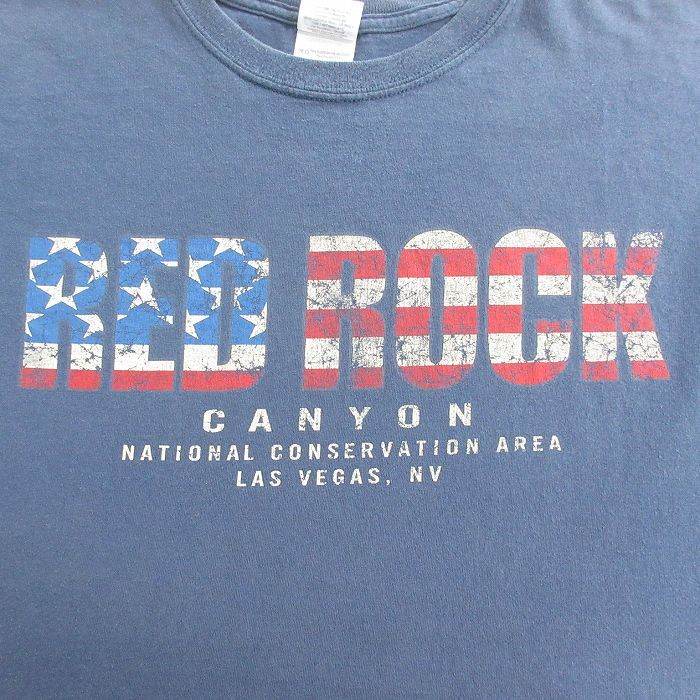 RED ROCK
CANYON
NATIONAL CONSERVATION AREA
LAS VEGAS, NV